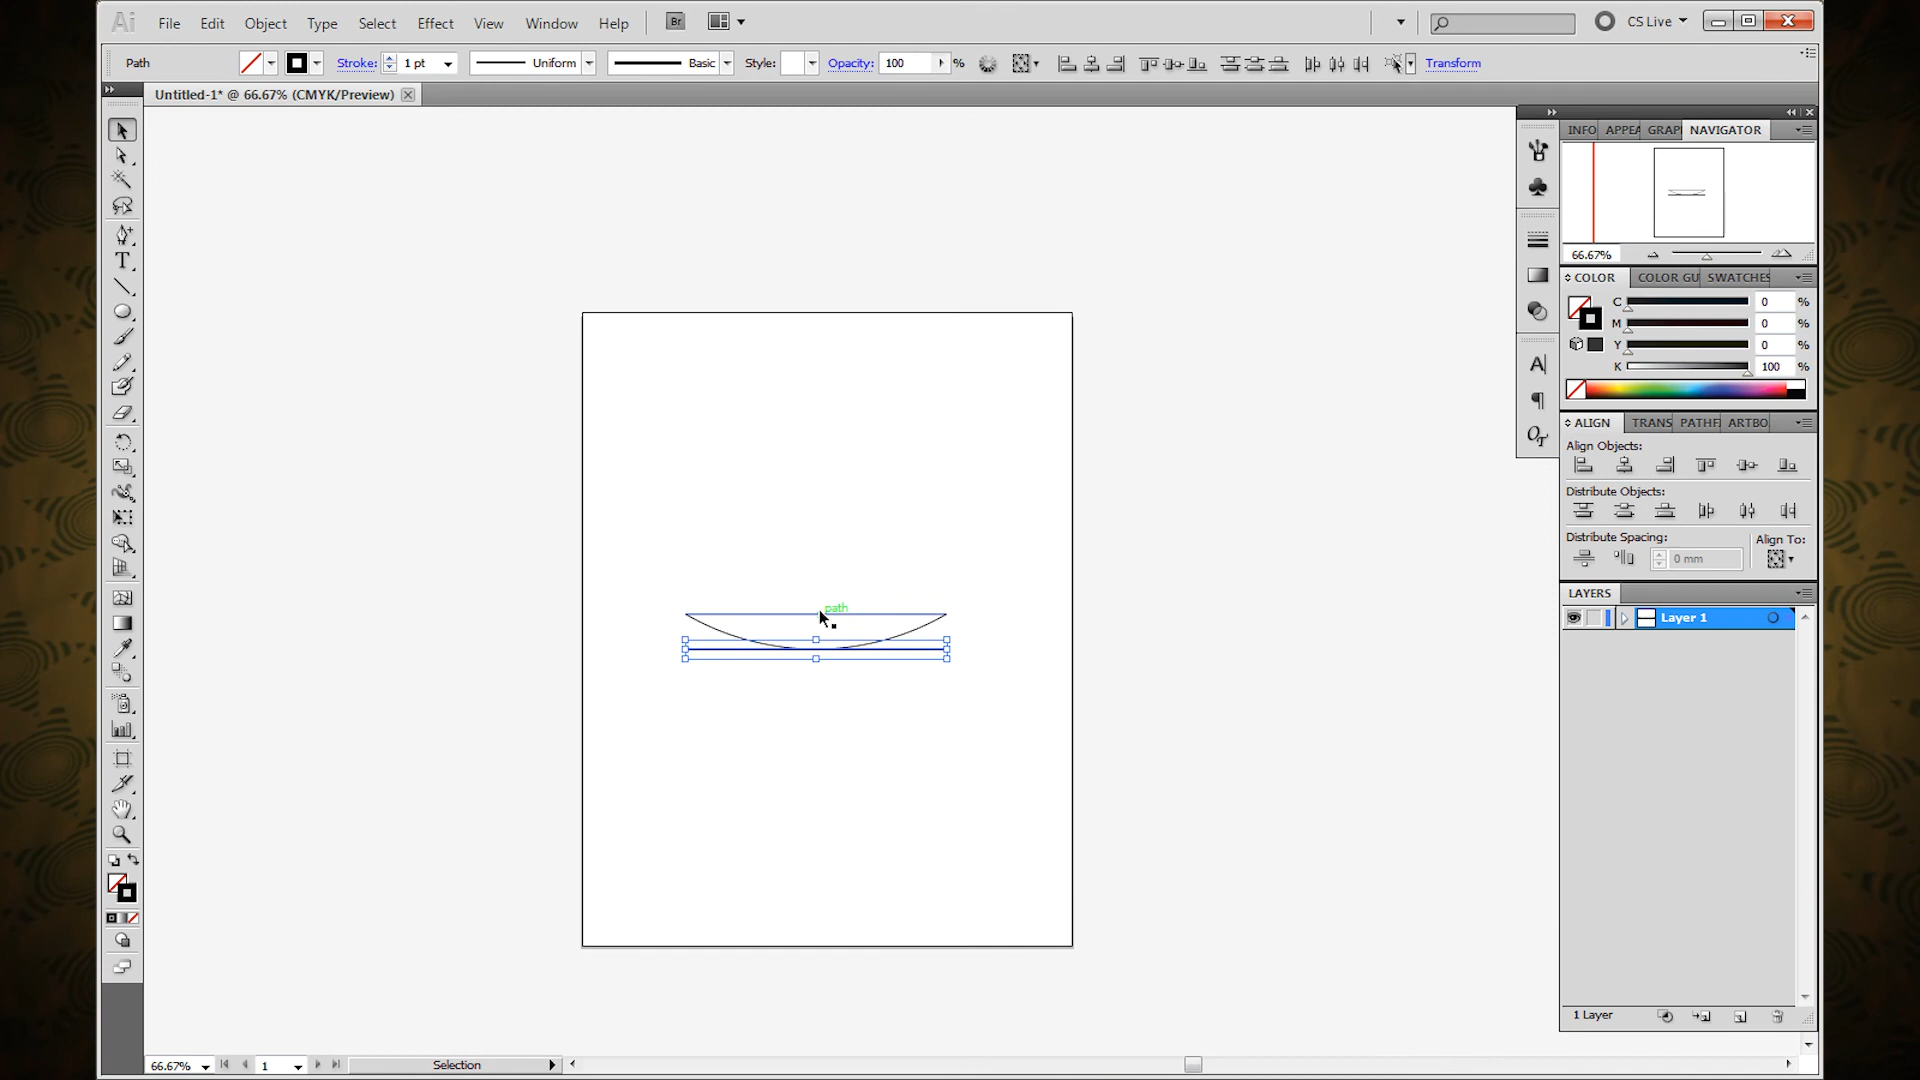 Ai File Edit Object Type Select Effect View Window Help Br CS Live
Path Stroke: 1 pt Uniform Basic Style: Opacity: 100 % Transform
Untitled-1* @ 66.67% (CMYK/Preview)
INFO APPEA GRAPI NAVIGATOR
66.67%
COLOR COLOR GU SWATCHES
C 0 %
M 0 %
Y 0 %
K 100 %
ALIGN TRANS PATHF ARTBO
Align Objects:
Distribute Objects:
Distribute Spacing: Align To:
0 mm
LAYERS
Layer 1
path
1 Layer
66.67% 1 Selection